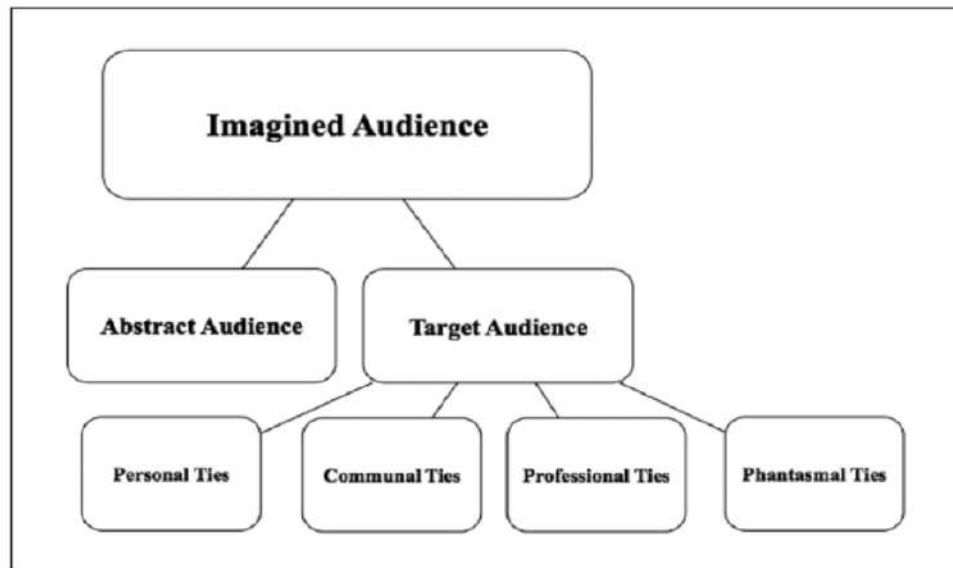 Imagined Audience
Abstract Audience
Target Audience
Personal Ties
Communal Ties
Professional Ties
Phantasmal Ties